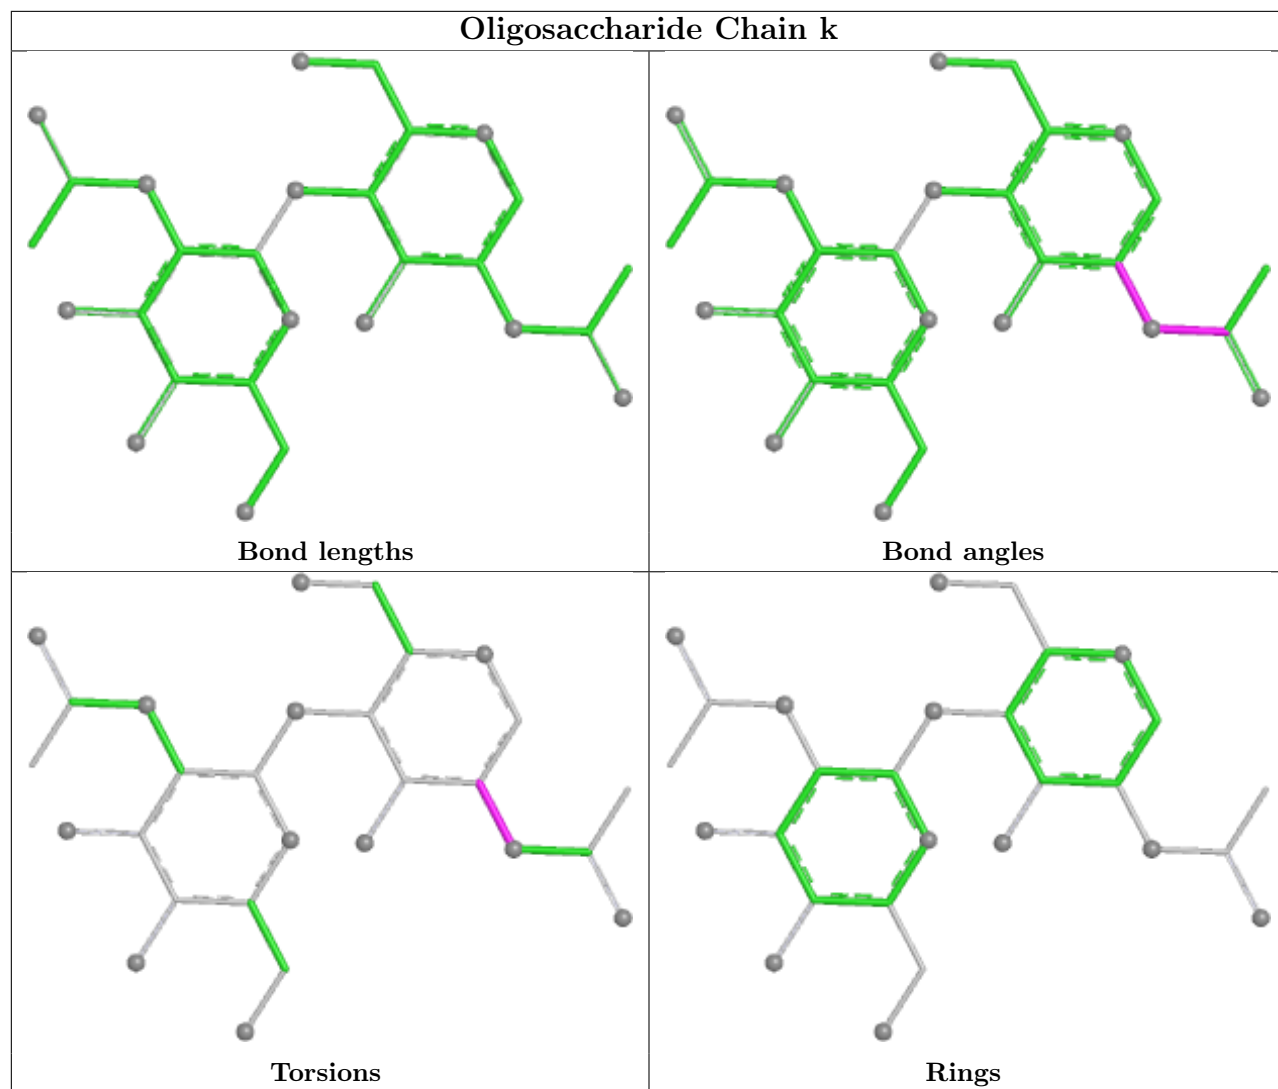 Oligosaccharide Chain k
Bond lengths
Bond angles
Torsions
Rings